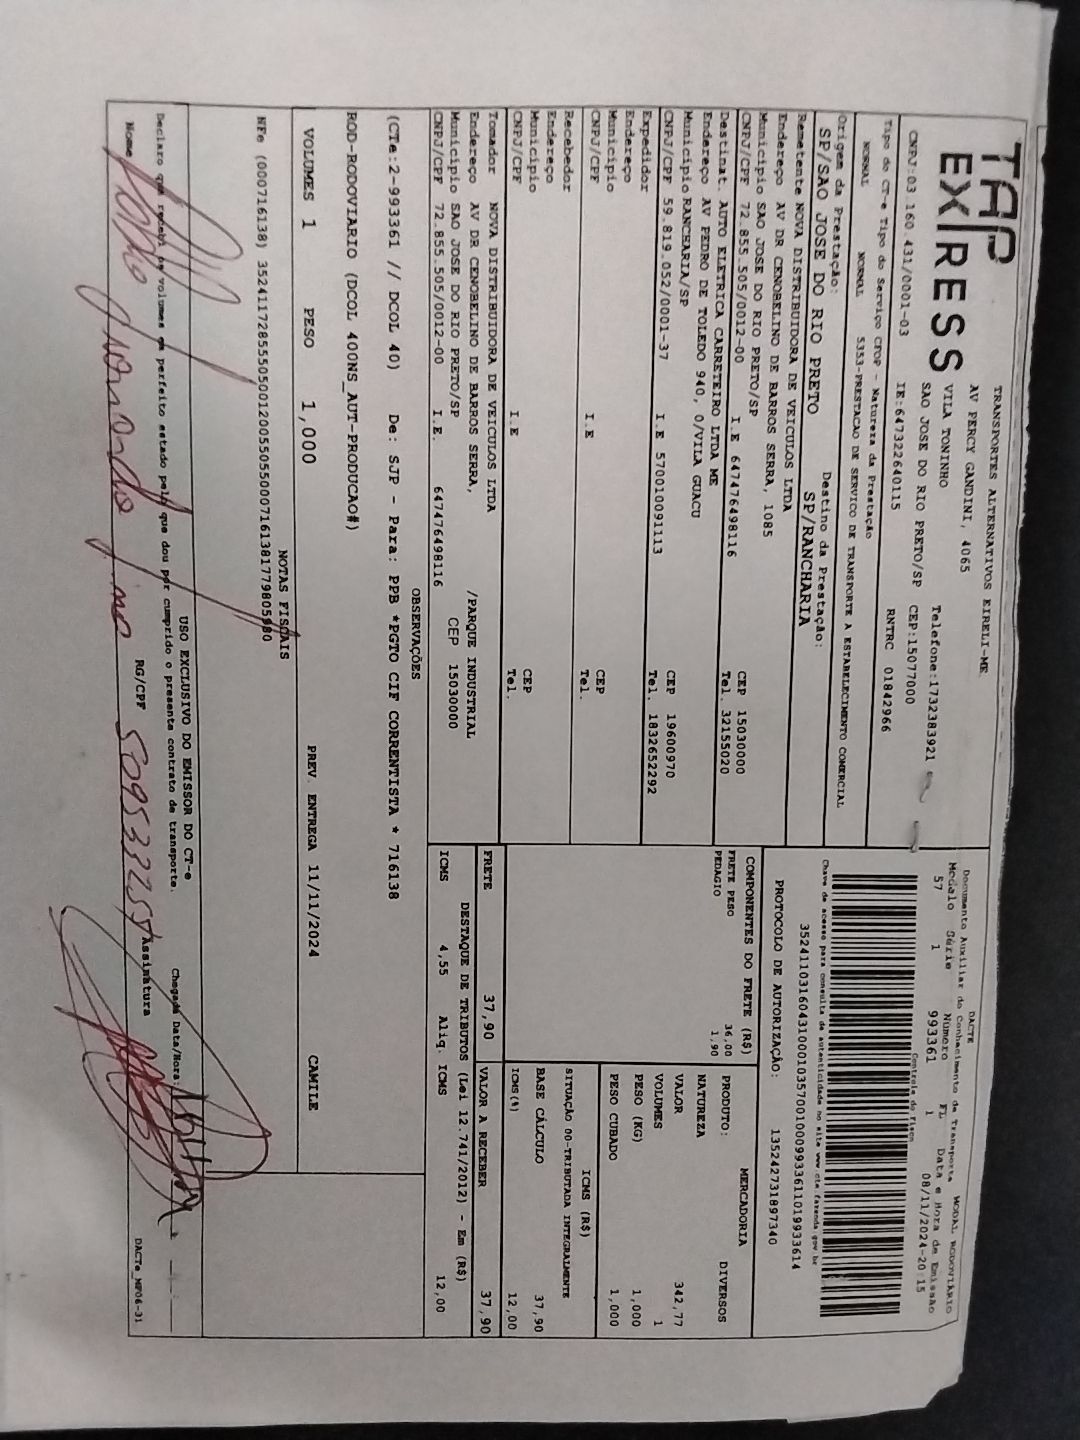 TAP
EXPRESS
TRANSPORTES ALTERNATIVOS EIRELI-ME
AV PERCY GANDINI, 4065
VILA TONINHO
SAO JOSE DO RIO PRETO/SP
Telefone:1732383921
CEP:15077000
CNPJ:03 160 431/0001-03
IE:647322640115
RNTRC 01842966
Tipo do CT-e Tipo do Serviço CFOP - Natureza da Prestação
NORMAL NORMAL 5353-PRESTACAO DE SERVICO DE TRANSPORTE A ESTABELECIMENTO COMERCIAL
Origem da Prestação: Destino da Prestação:
SP/SAO JOSE DO RIO PRETO SP/RANCHARIA
Remetente NOVA DISTRIBUIDORA DE VEICULOS LTDA
Endereço AV DR CENOBELINO DE BARROS SERRA, 1085
Município SAO JOSE DO RIO PRETO/SP CEP 15030000
CNPJ/CPF 72.855.505/0012-00 I.E 647476498116 Tel. 32155020
Destinat. AUTO ELETRICA CARRETEIRO LTDA ME
Endereço AV PEDRO DE TOLEDO 940, 0/VILA GUACU
Município RANCHARIA/SP CEP 19600970
CNPJ/CPF 59.819.052/0001-37 I.E 570010091113 Tel. 1832652292
Expedidor
Endereço
Município CEP
CNPJ/CPF I.E Tel.
Recebedor
Endereço
Município CEP
CNPJ/CPF I.E Tel.
Tomador NOVA DISTRIBUIDORA DE VEICULOS LTDA
Endereço AV DR CENOBELINO DE BARROS SERRA, /PARQUE INDUSTRIAL
Município SAO JOSE DO RIO PRETO/SP CEP 15030000
CNPJ/CPF 72.855.505/0012-00 I.E. 647476498116
DACTE
Documento Auxiliar do Conhecimento de Transporte MODAL RODOVIÁRIO
Modelo Série Número FL Data e Hora de Emissão
57 1 993361 1 08/11/2024-20:15
Controle do Fisco
Chave de acesso para consulta de autenticidade no site www cte fazenda gov br
35241103160431000103570010009933611019933614
PROTOCOLO DE AUTORIZAÇÃO: 135242731897340
COMPONENTES DO FRETE (R$)
FRETE PESO 36,00
PEDAGIO 1,90
PRODUTO: MERCADORIA
NATUREZA DIVERSOS
VALOR 342,77
VOLUMES 1
PESO (KG) 1,000
PESO CUBADO 1,000
ICMS (R$)
SITUAÇÃO 00-TRIBUTADA INTEGRALMENTE
BASE CÁLCULO 37,90
ICMS(%) 12,00
FRETE 37,90 VALOR A RECEBER 37,90
DESTAQUE DE TRIBUTOS (Lei 12.741/2012) - Em (R$)
ICMS 4,55 Aliq. ICMS 12,00
OBSERVAÇÕES
(CTe:2-993361 // DCOL 40) De: SJP - Para: PPB *PGTO CIF CORRENTISTA * 716138
ROD-RODOVIARIO (DCOL 400NS_AUT-PRODUCAO#)
VOLUMES 1 PESO 1,000 PREV. ENTREGA 11/11/2024 CAMILE
NOTAS FISCAIS
NFe (000716138)
USO EXCLUSIVO DO EMISSOR DO CT-e
Declaro que recebi os volumes em perfeito estado pelo que dou por cumprido o presente contrato de transporte.
Chegada Data/Hora:
Nome RG/CPF Assinatura
DACTe_MP06-31